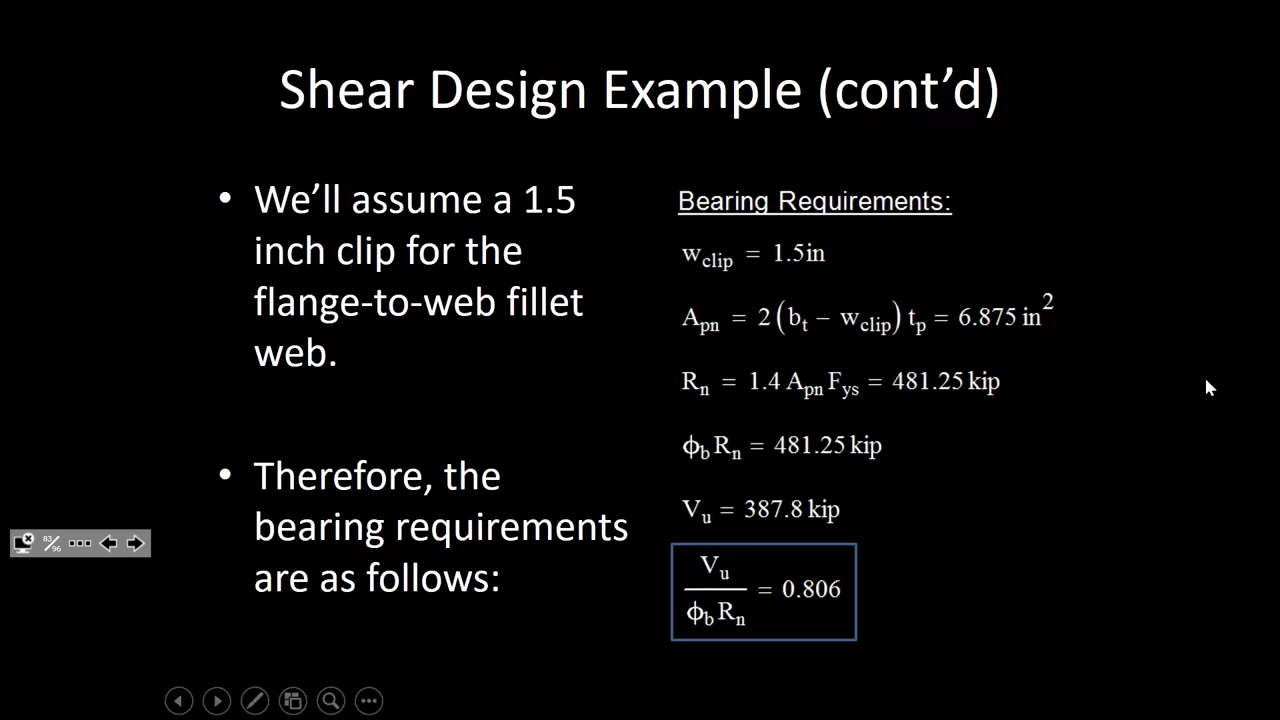 Shear Design Example (cont’d)
• We’ll assume a 1.5
inch clip for the
flange-to-web fillet
web.
• Therefore, the
bearing requirements
are as follows:
Bearing Requirements:
w_clip = 1.5in
A_pn = 2 (b_t − w_clip) t_p = 6.875 in²
R_n = 1.4 A_pn F_ys = 481.25 kip
ϕ_b R_n = 481.25 kip
V_u = 387.8 kip
V_u / ϕ_b R_n = 0.806
83/96